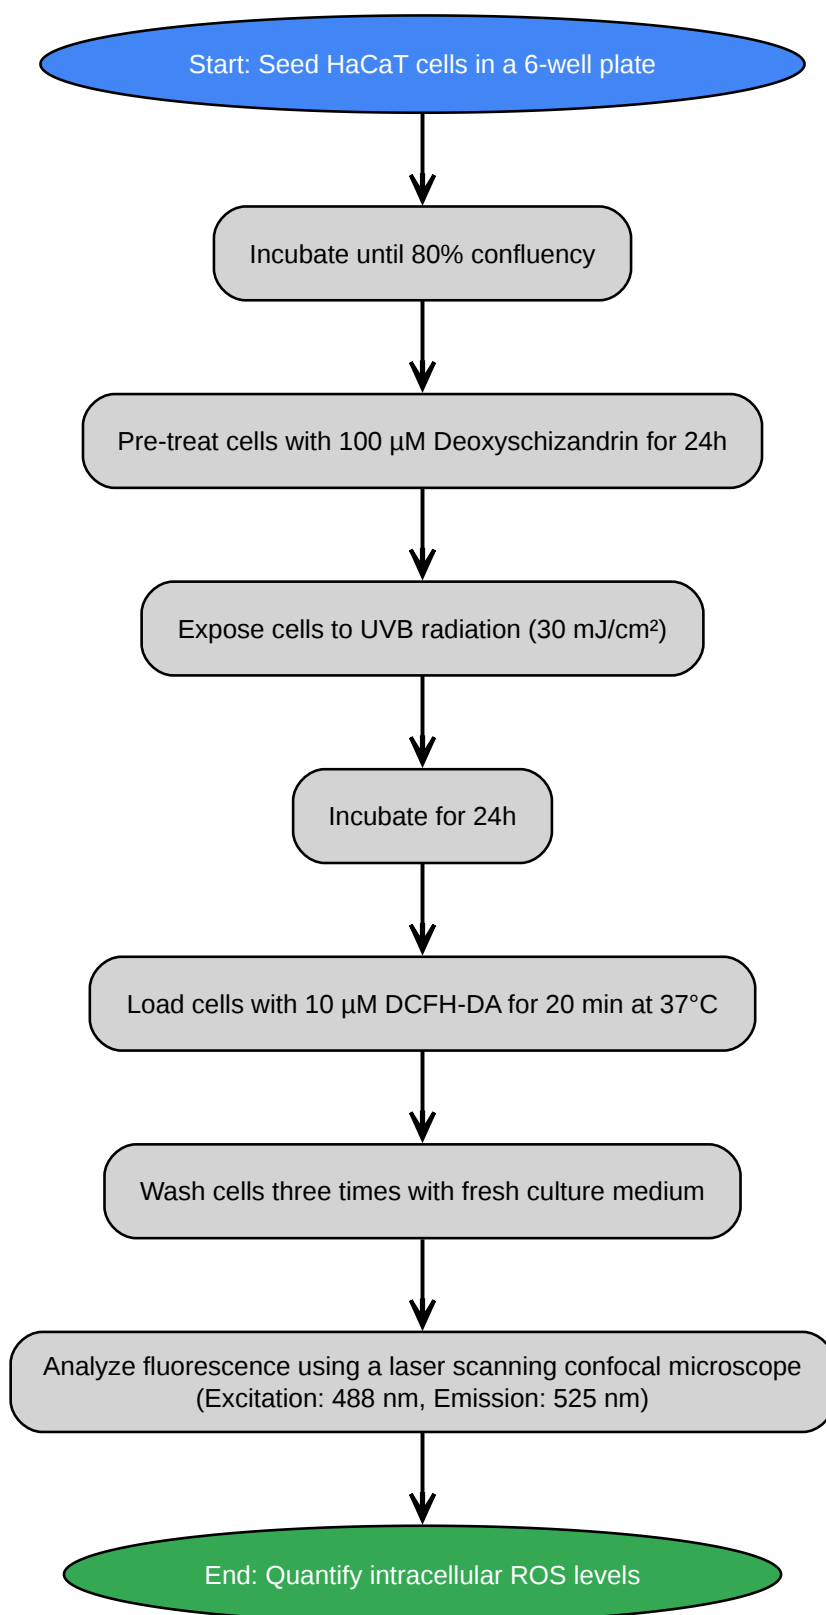 Start: Seed HaCaT cells in a 6-well plate
Incubate until 80% confluency
Pre-treat cells with 100 µM Deoxyschizandrin for 24h
Expose cells to UVB radiation (30 mJ/cm²)
Incubate for 24h
Load cells with 10 µM DCFH-DA for 20 min at 37°C
Wash cells three times with fresh culture medium
Analyze fluorescence using a laser scanning confocal microscope
(Excitation: 488 nm, Emission: 525 nm)
End: Quantify intracellular ROS levels